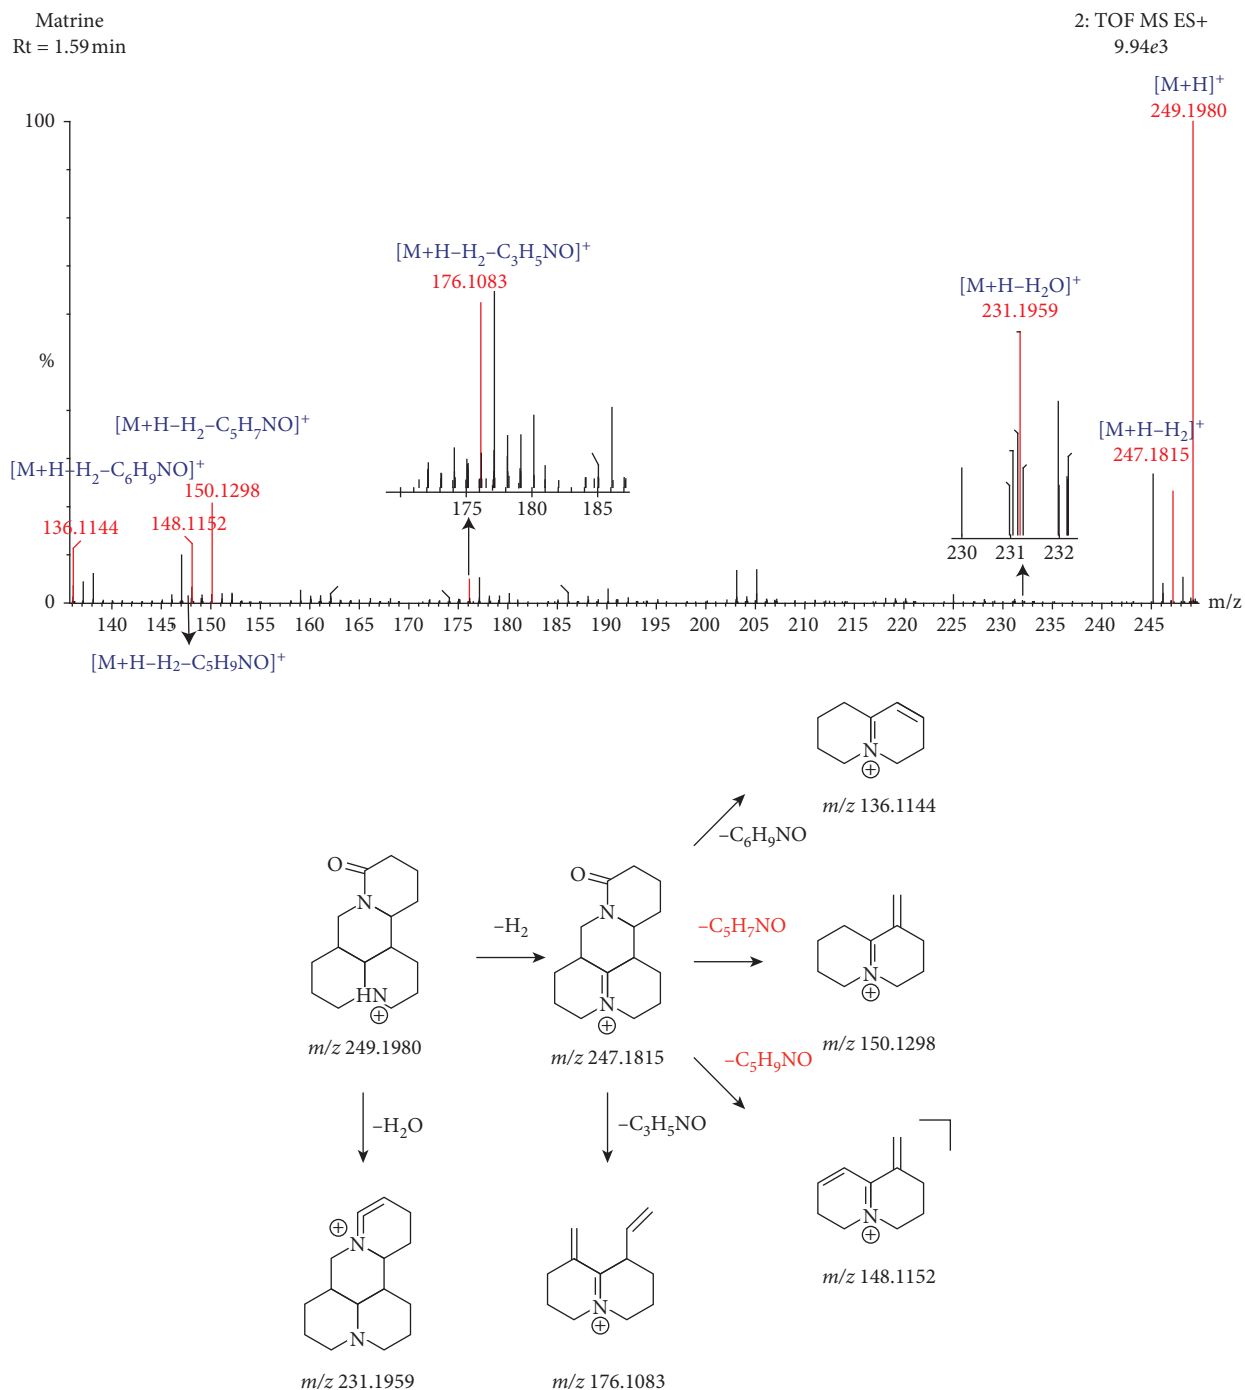 Matrine
Rt = 1.59 min
2: TOF MS ES+
9.94e3
[M+H]⁺
249.1980
100
[M+H–H₂–C₃H₅NO]⁺
176.1083
[M+H–H₂O]⁺
231.1959
%
[M+H–H₂–C₅H₇NO]⁺
[M+H–H₂]⁺
247.1815
[M+H–H₂–C₆H₉NO]⁺
150.1298
136.1144
148.1152
175 180 185
230 231 232
0
140 145 150 155 160 165 170 175 180 185 190 195 200 205 210 215 220 225 230 235 240 245
m/z
[M+H–H₂–C₅H₉NO]⁺
N
+
m/z 136.1144
–C₆H₉NO
O
N
HN
+
m/z 249.1980
–H₂
O
N
N
+
m/z 247.1815
–C₅H₇NO
N
+
m/z 150.1298
–C₅H₉NO
–H₂O
–C₃H₅NO
N
+
m/z 148.1152
+
N
N
m/z 231.1959
N
+
m/z 176.1083